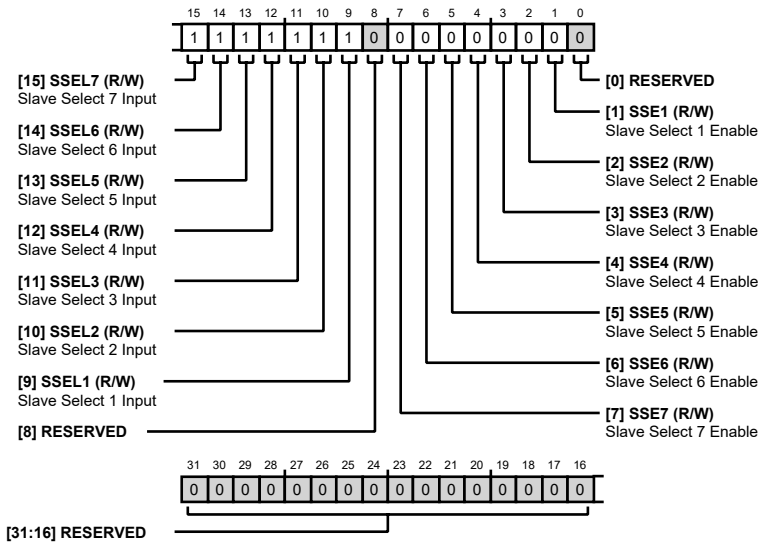 15 14 13 12 11 10 9 8 7 6 5 4 3 2 1 0
1 1 1 1 1 1 1 0 0 0 0 0 0 0 0 0
[15] SSEL7 (R/W)
Slave Select 7 Input
[14] SSEL6 (R/W)
Slave Select 6 Input
[13] SSEL5 (R/W)
Slave Select 5 Input
[12] SSEL4 (R/W)
Slave Select 4 Input
[11] SSEL3 (R/W)
Slave Select 3 Input
[10] SSEL2 (R/W)
Slave Select 2 Input
[9] SSEL1 (R/W)
Slave Select 1 Input
[8] RESERVED
[0] RESERVED
[1] SSE1 (R/W)
Slave Select 1 Enable
[2] SSE2 (R/W)
Slave Select 2 Enable
[3] SSE3 (R/W)
Slave Select 3 Enable
[4] SSE4 (R/W)
Slave Select 4 Enable
[5] SSE5 (R/W)
Slave Select 5 Enable
[6] SSE6 (R/W)
Slave Select 6 Enable
[7] SSE7 (R/W)
Slave Select 7 Enable
31 30 29 28 27 26 25 24 23 22 21 20 19 18 17 16
0 0 0 0 0 0 0 0 0 0 0 0 0 0 0 0
[31:16] RESERVED